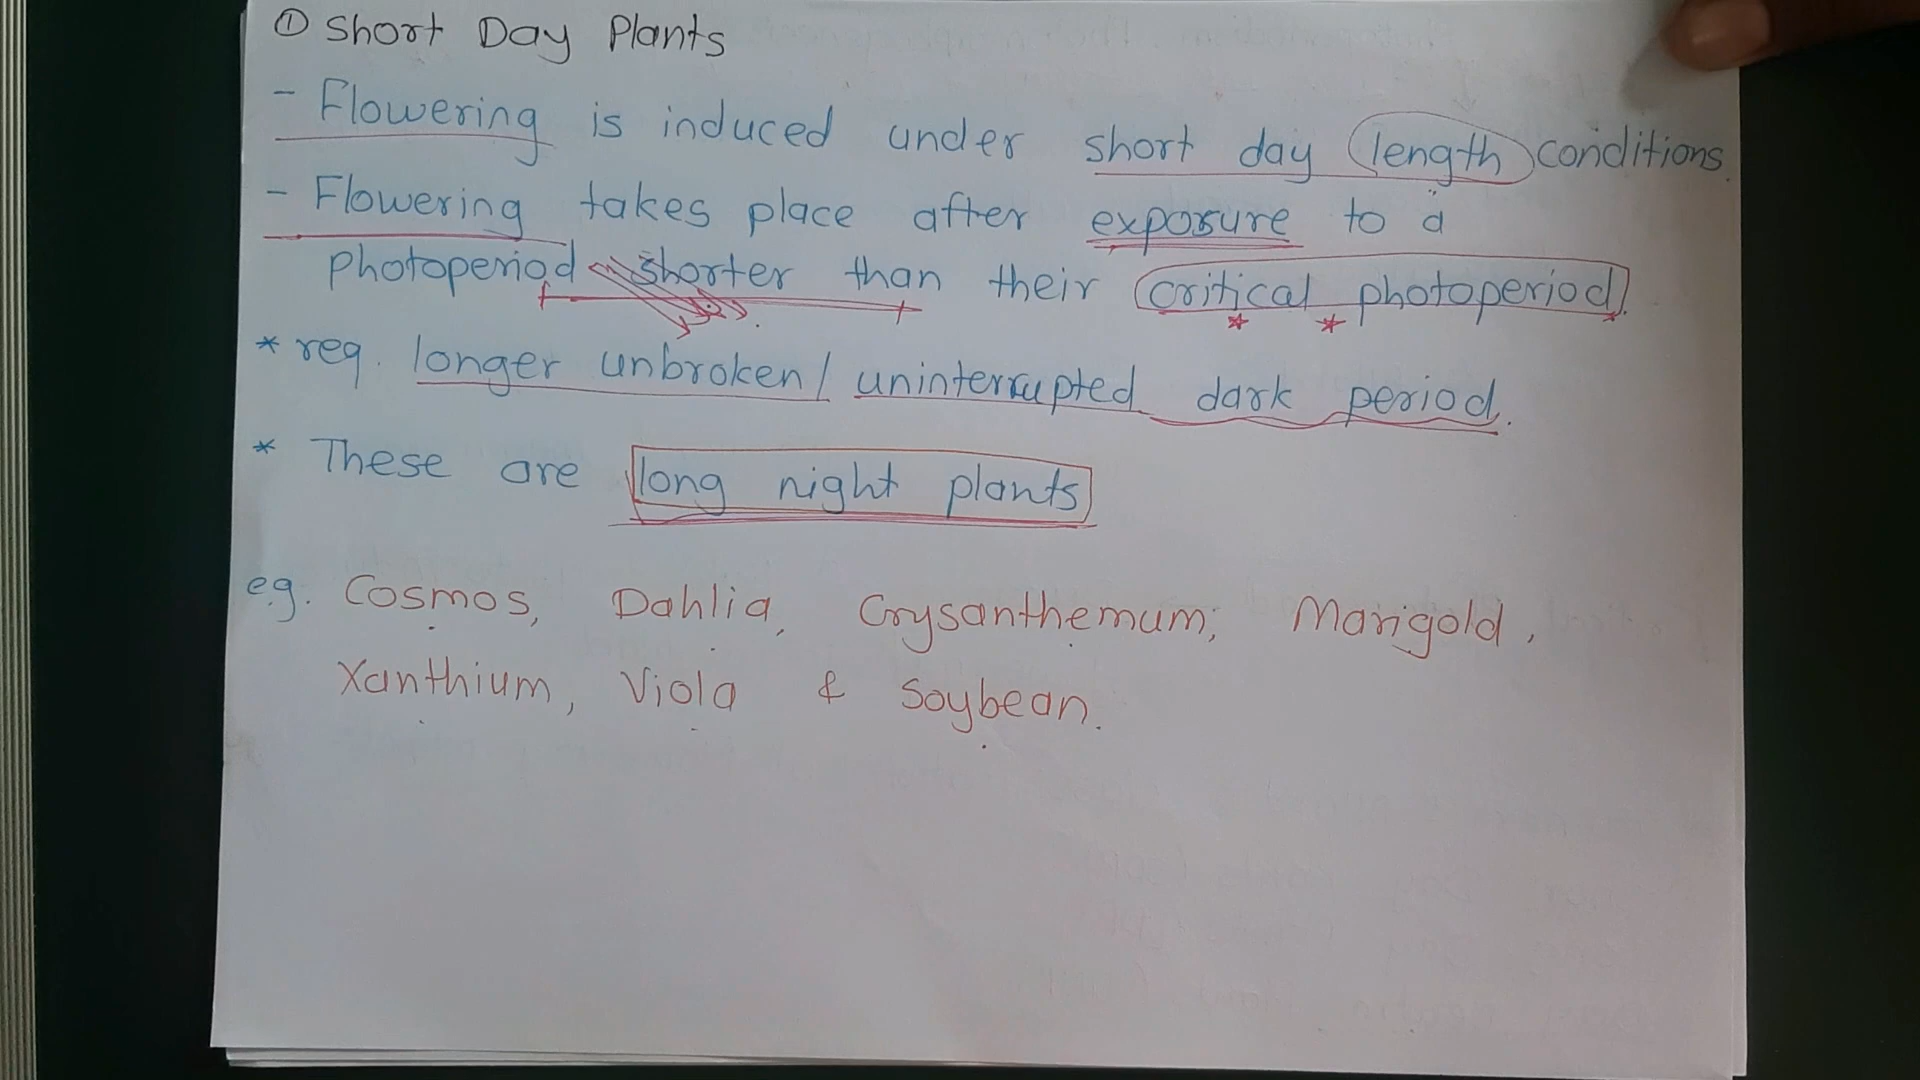 ① Short Day Plants
- Flowering is induced under short day length conditions.
- Flowering takes place after exposure to a
photoperiod shorter than their critical photoperiod.
* req. longer unbroken/ uninterrupted dark period.
* These are long night plants
e.g. Cosmos, Dahlia, Crysanthemum, Marigold,
Xanthium, Viola & Soybean.